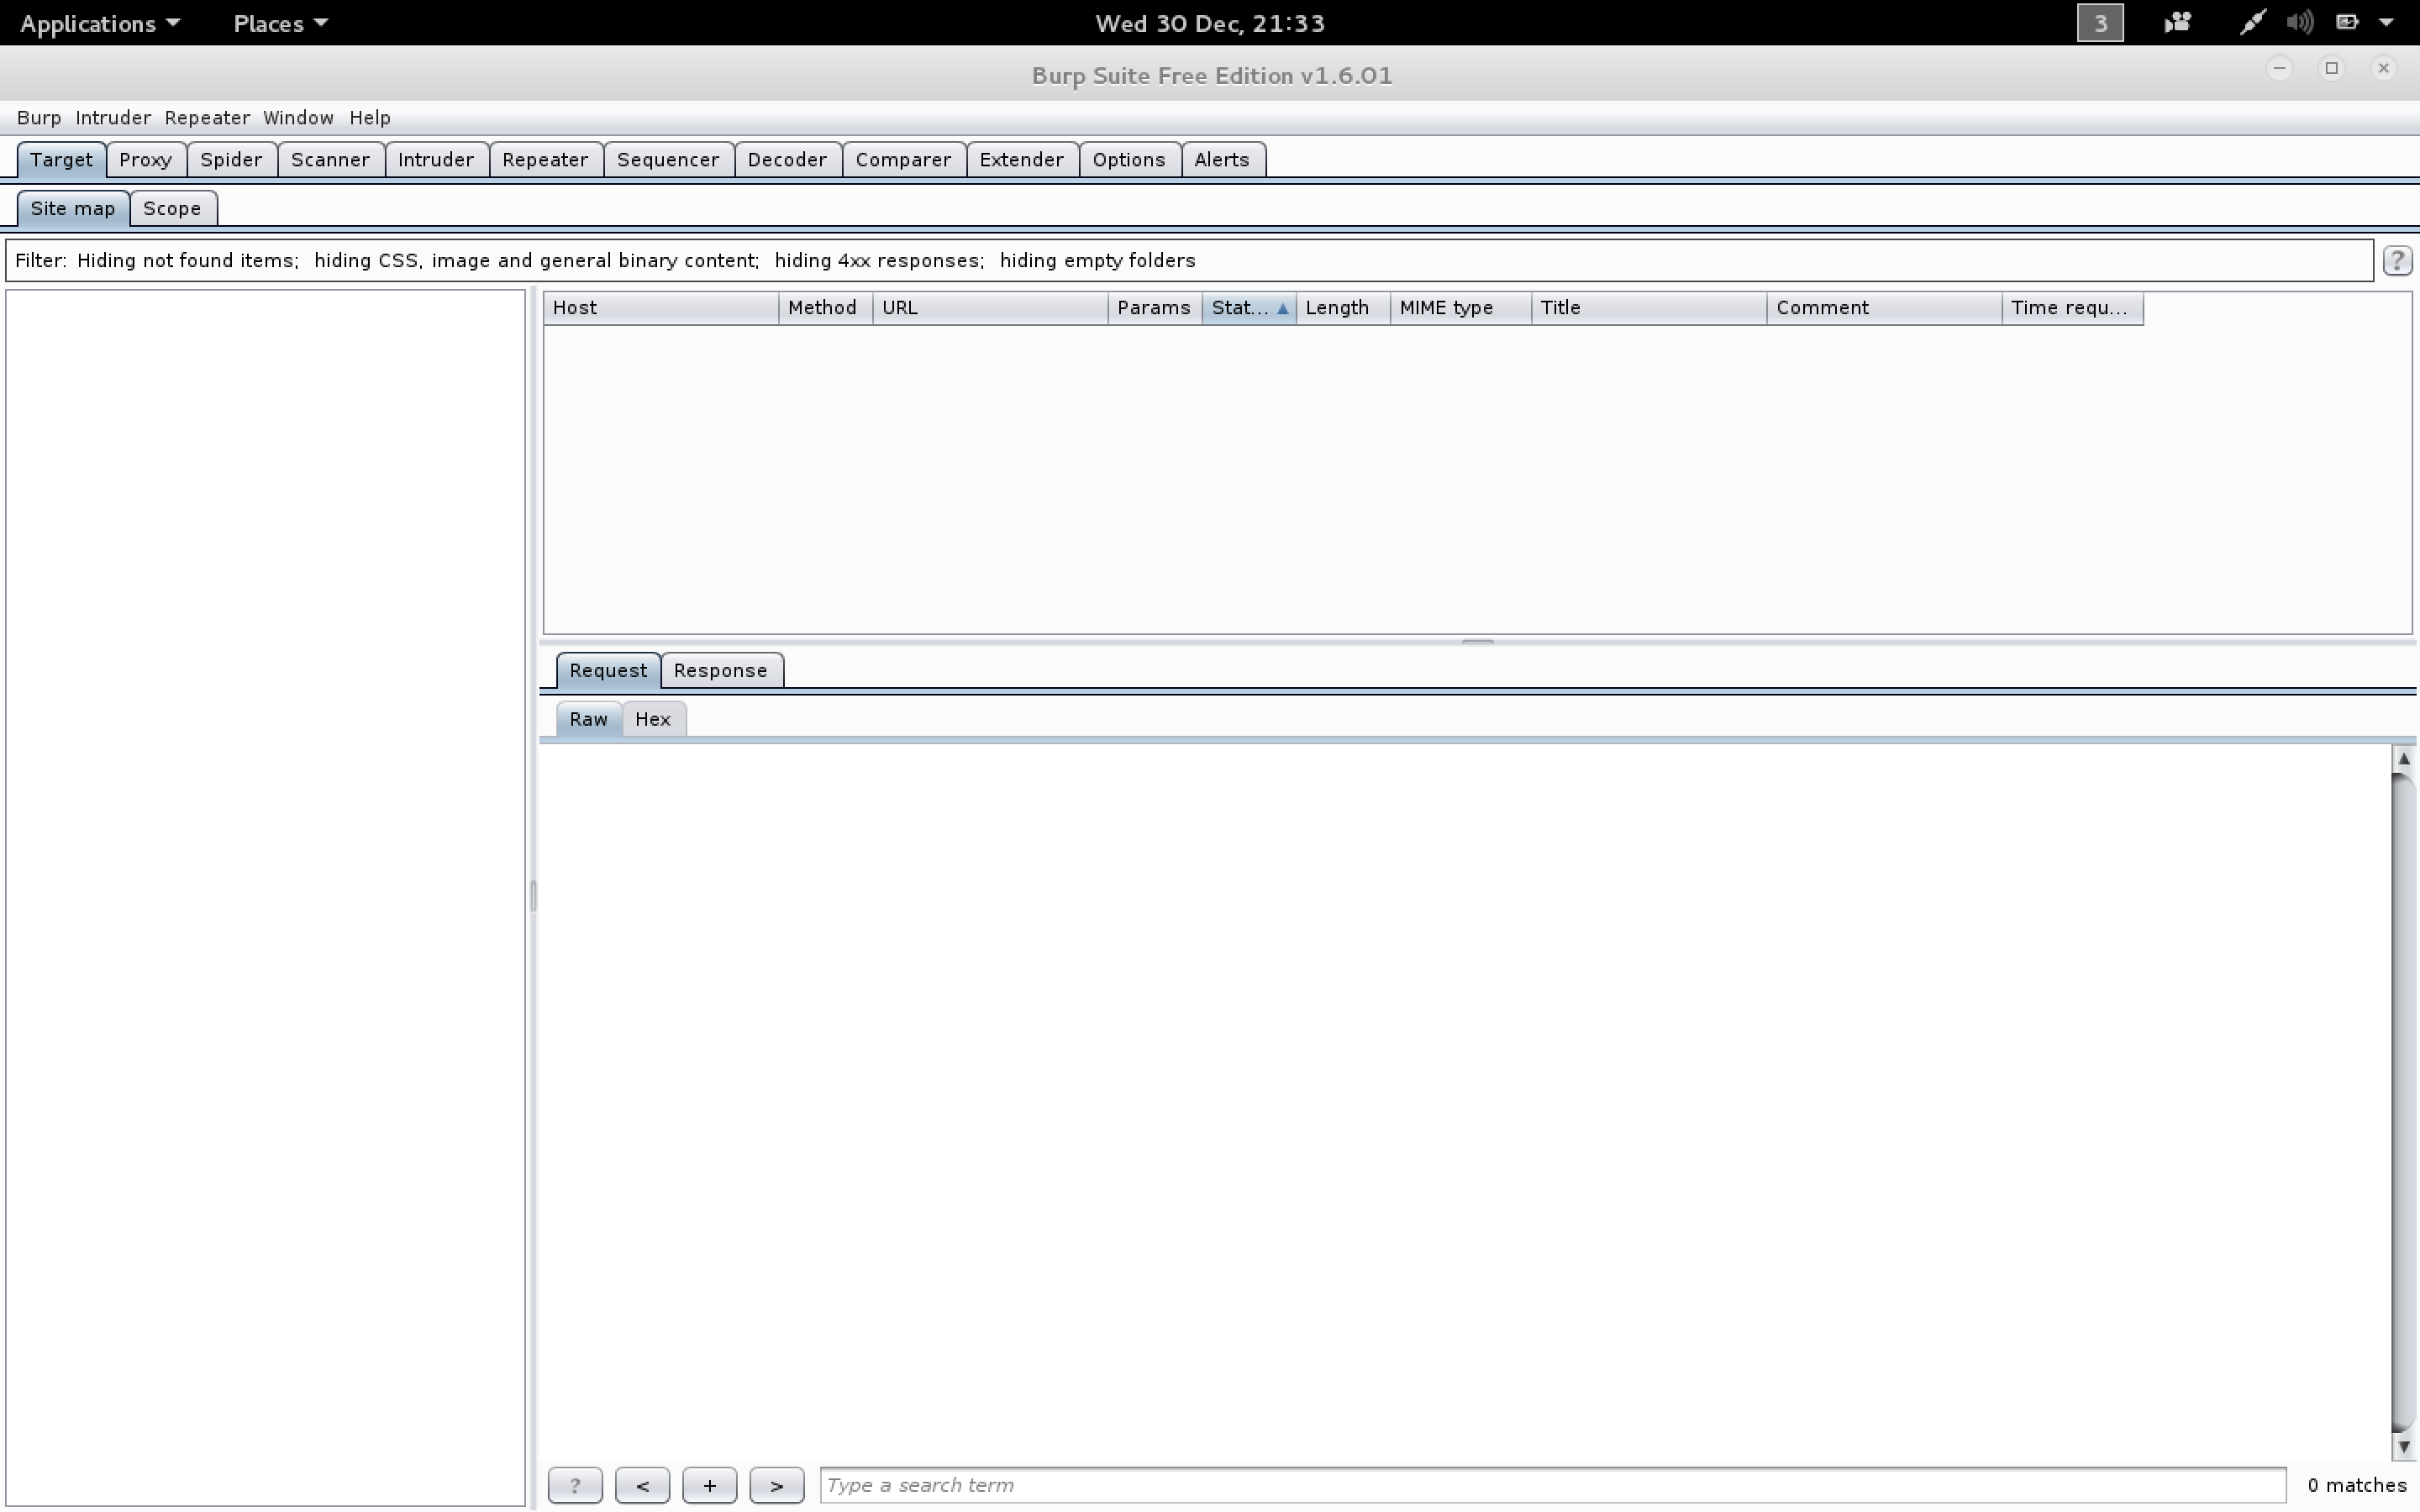 Applications Places Wed 30 Dec, 21:33 3
Burp Suite Free Edition v1.6.01
Burp Intruder Repeater Window Help
Target Proxy Spider Scanner Intruder Repeater Sequencer Decoder Comparer Extender Options Alerts
Site map Scope
Filter: Hiding not found items; hiding CSS, image and general binary content; hiding 4xx responses; hiding empty folders ?
Host Method URL Params Stat... Length MIME type Title Comment Time requ...
Request Response
Raw Hex
? < + > Type a search term 0 matches